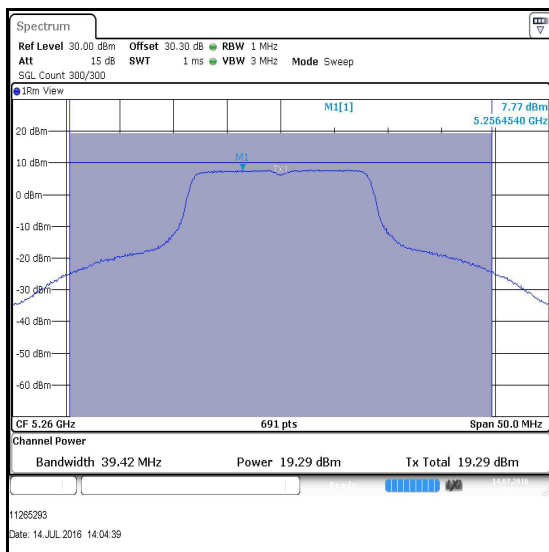 Spectrum
Ref Level 30.00 dBm Offset 30.30 dB RBW 1 MHz
Att 15 dB SWT 1 ms VBW 3 MHz Mode Sweep
SGL Count 300/300
1Rm View
M1[1] 7.77 dBm
5.2564540 GHz
20 dBm
10 dBm
M1
TX1
0 dBm
-10 dBm
-20 dBm
-30 dBm
-40 dBm
-50 dBm
-60 dBm
CF 5.26 GHz 691 pts Span 50.0 MHz
Channel Power
Bandwidth 39.42 MHz Power 19.29 dBm Tx Total 19.29 dBm
Ready 14.07.2016
11265293
Date: 14.JUL.2016 14:04:39